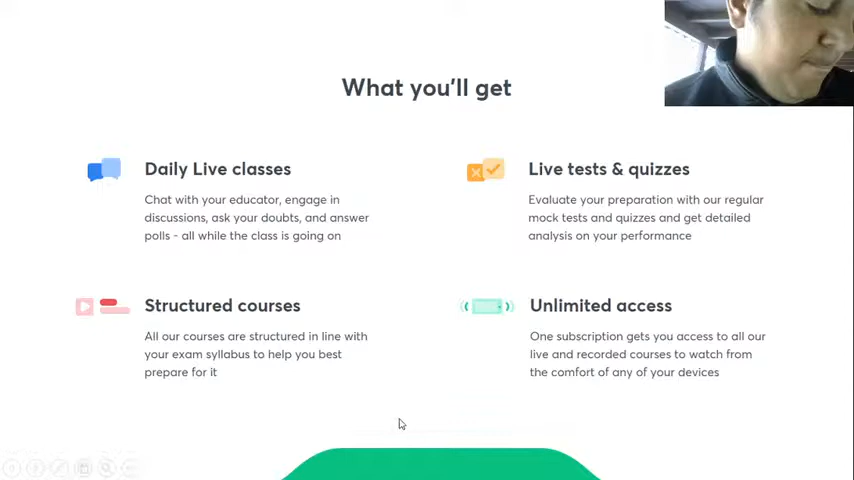 What you'll get
Daily Live classes
Chat with your educator, engage in
discussions, ask your doubts, and answer
polls - all while the class is going on
Live tests & quizzes
Evaluate your preparation with our regular
mock tests and quizzes and get detailed
analysis on your performance
Structured courses
All our courses are structured in line with
your exam syllabus to help you best
prepare for it
Unlimited access
One subscription gets you access to all our
live and recorded courses to watch from
the comfort of any of your devices